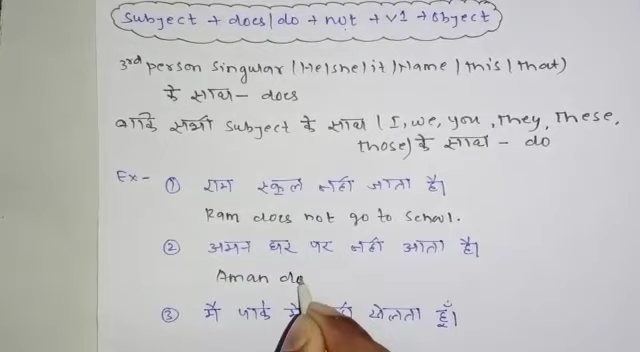 Subject + does/do + not + v1 + object
3rd person singular (He/she/it/Name/this/that)
के साथ - does
बाकि सभी subject के साथ (I, we, you, they, These,
those) के साथ - do
Ex- ① राम स्कूल नहीं जाता है।
Ram does not go to school.
② अमन घर पर नहीं आता है।
Aman do
③ मैं पार्क में खेलता हूँ।